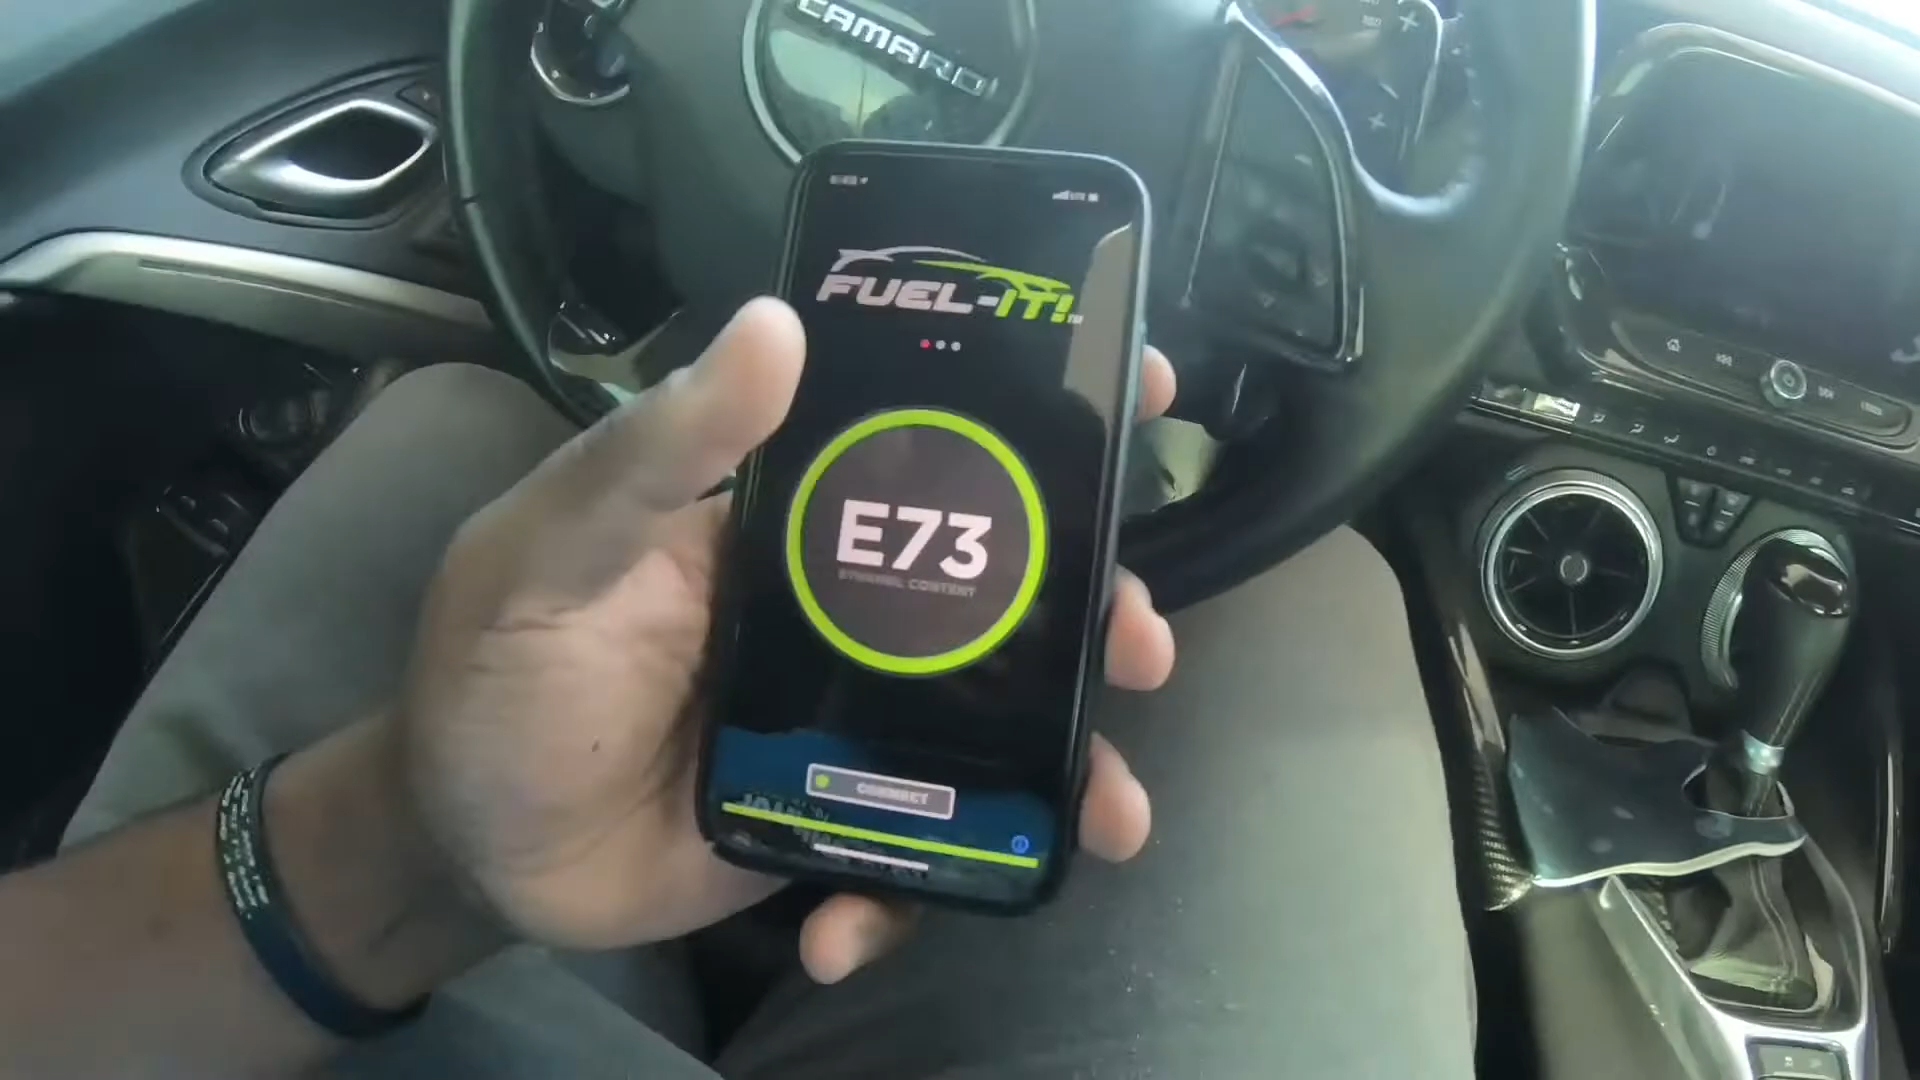 CAMARO
FUEL-IT!
E73
ETHANOL CONTENT
CONNECT